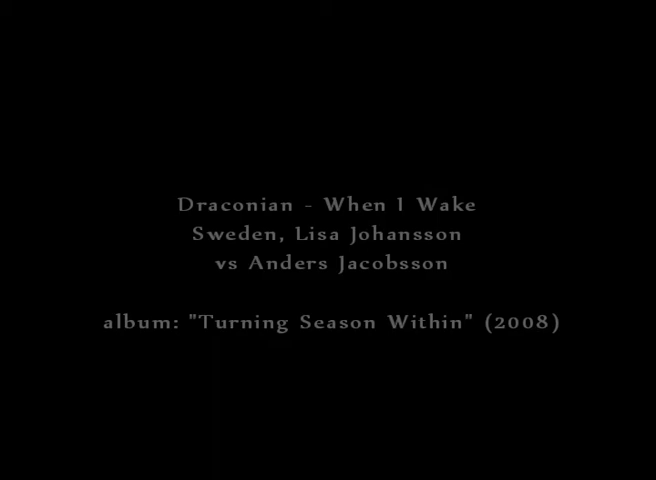 Draconian - When I Wake
Sweden, Lisa Johansson
vs Anders Jacobsson
album: "Turning Season Within" (2008)